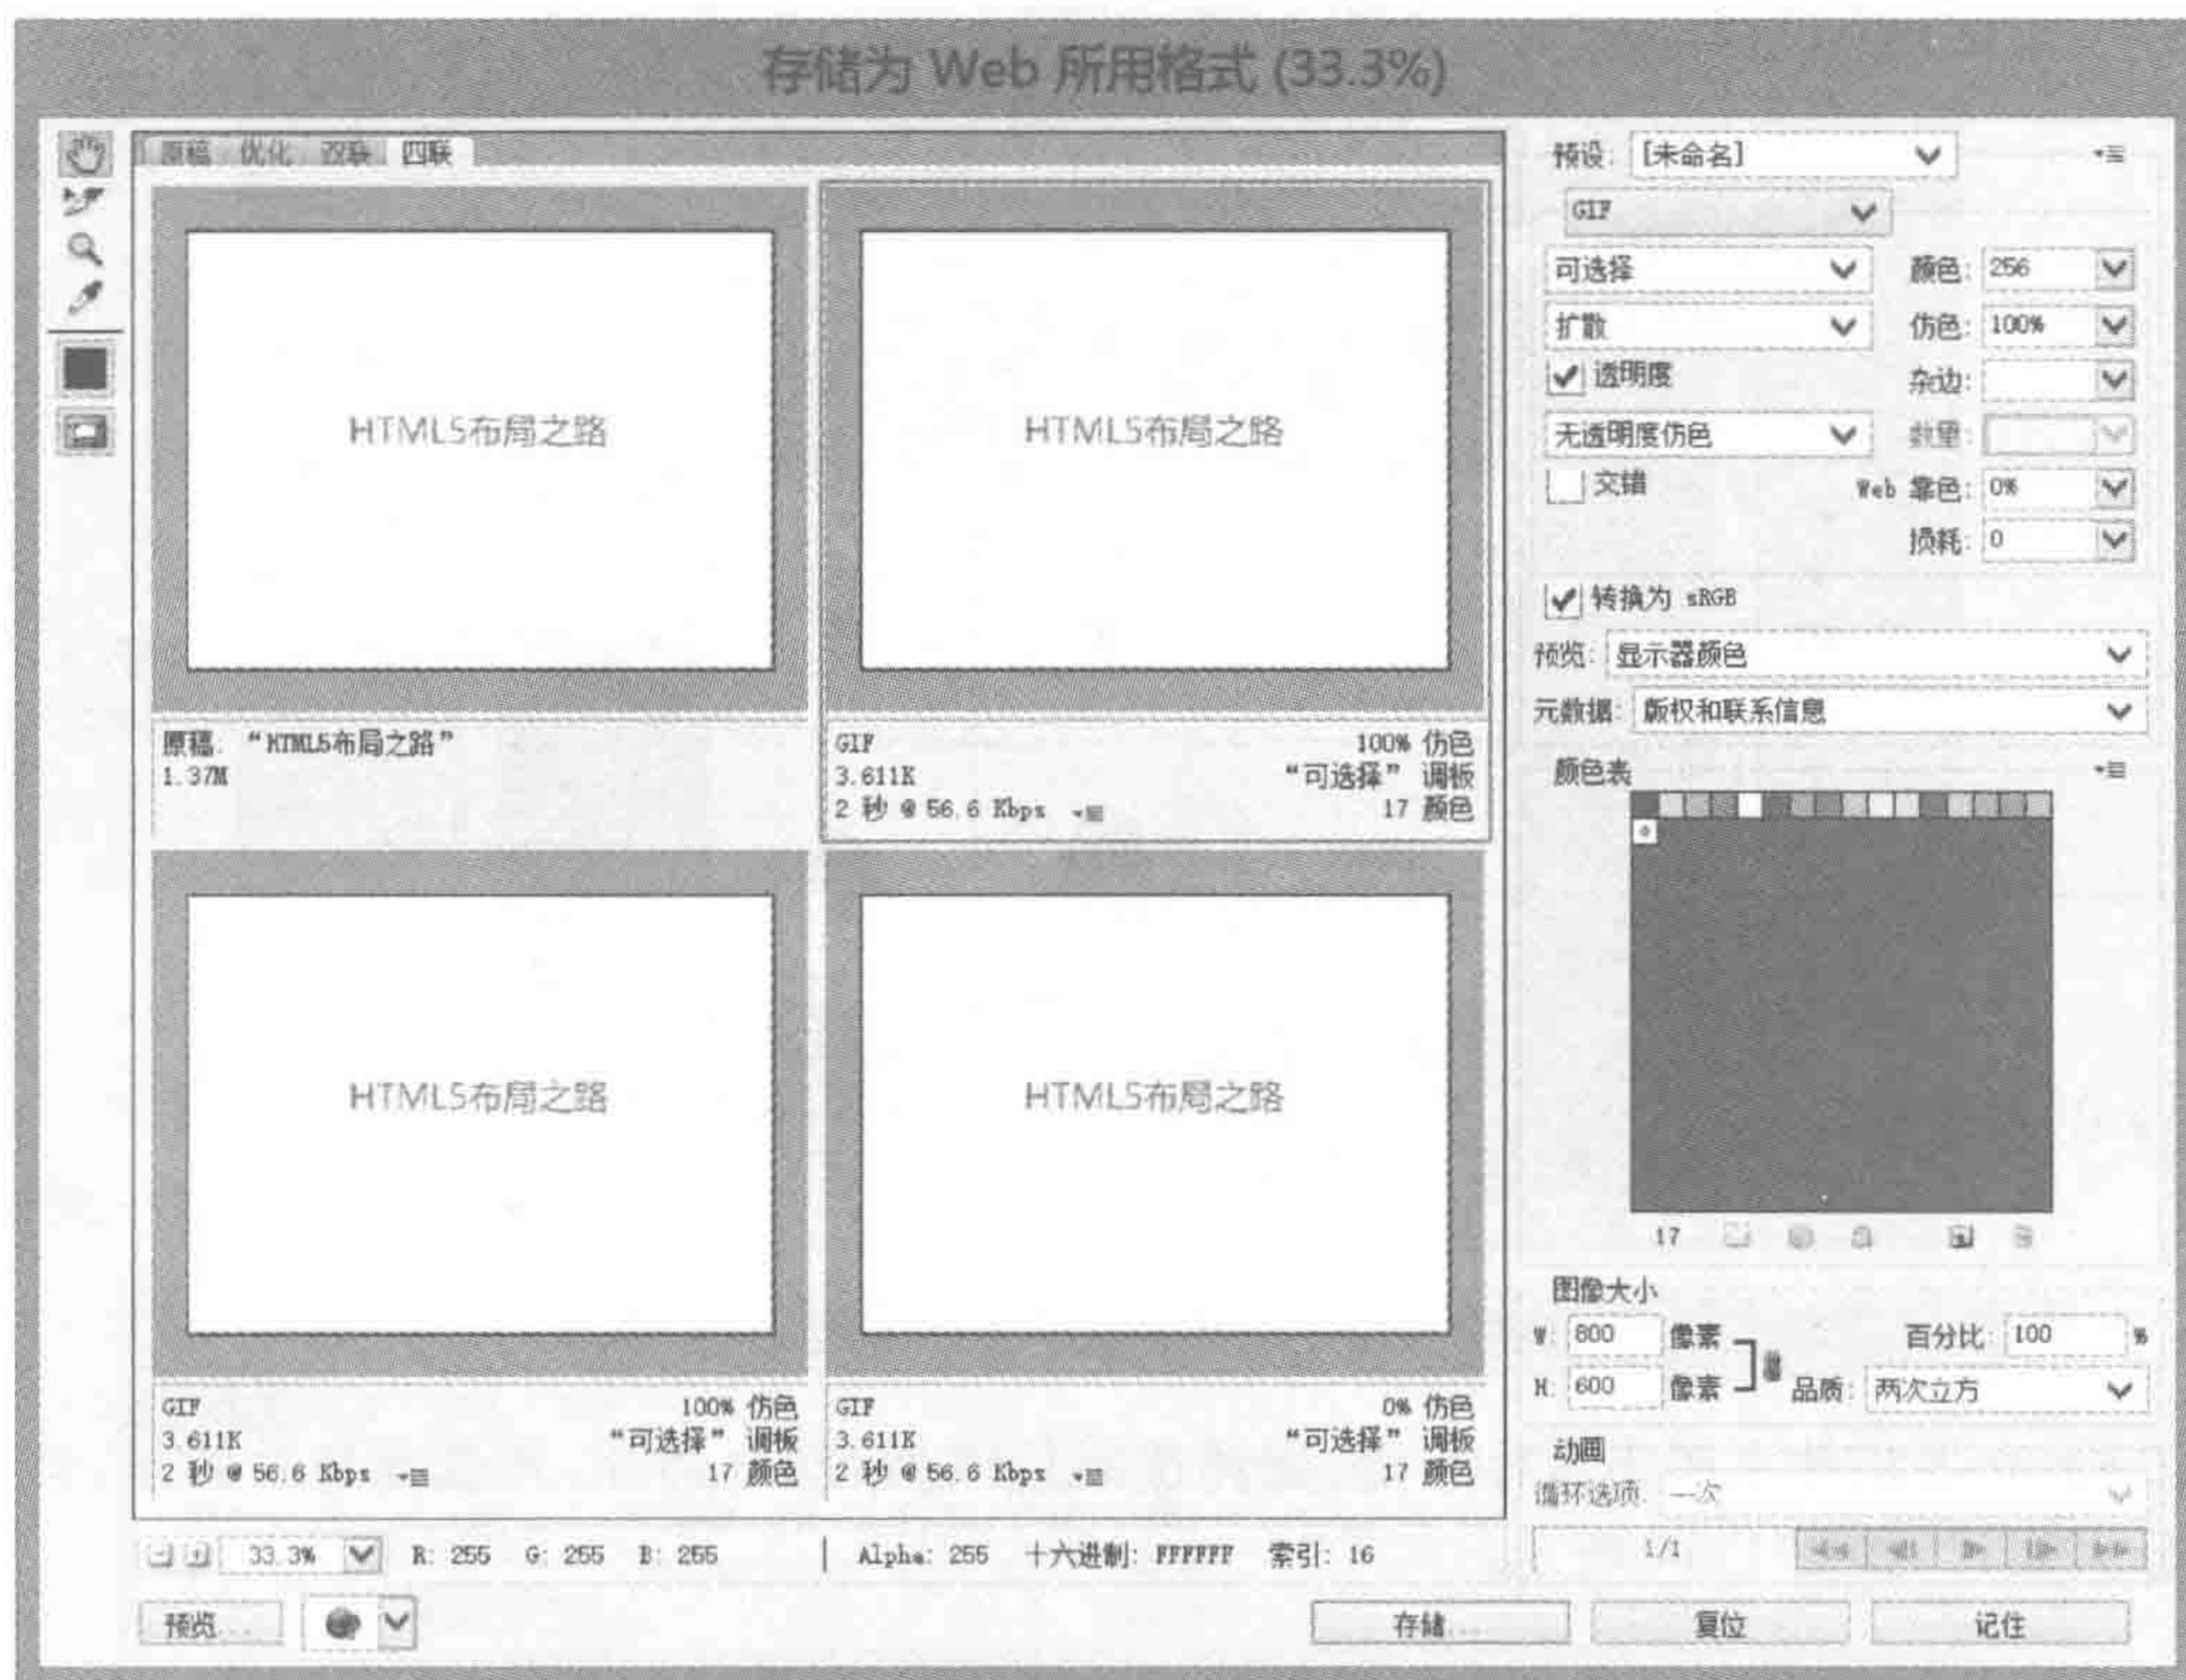 存储为 Web 所用格式 (33.3%)
原稿 优化 双联 四联
HTML5布局之路
原稿: “HTML5布局之路”
1.37M
HTML5布局之路
GIF 100% 仿色
3.611K “可选择” 调板
2 秒 @ 56.6 Kbps 17 颜色
HTML5布局之路
GIF 100% 仿色
3.611K “可选择” 调板
2 秒 @ 56.6 Kbps 17 颜色
HTML5布局之路
GIF 0% 仿色
3.611K “可选择” 调板
2 秒 @ 56.6 Kbps 17 颜色
33.3% R: 255 G: 255 B: 255 Alpha: 255 十六进制: FFFFFF 索引: 16
预览...
预设: [未命名]
GIF
可选择 颜色: 256
扩散 仿色: 100%
透明度 杂边:
无透明度仿色 数量:
交错 Web 靠色: 0%
损耗: 0
转换为 sRGB
预览: 显示器颜色
元数据: 版权和联系信息
颜色表
17
图像大小
W: 800 像素 百分比: 100 %
H: 600 像素 品质: 两次立方
动画
循环选项: 一次
1/1
存储... 复位 记住